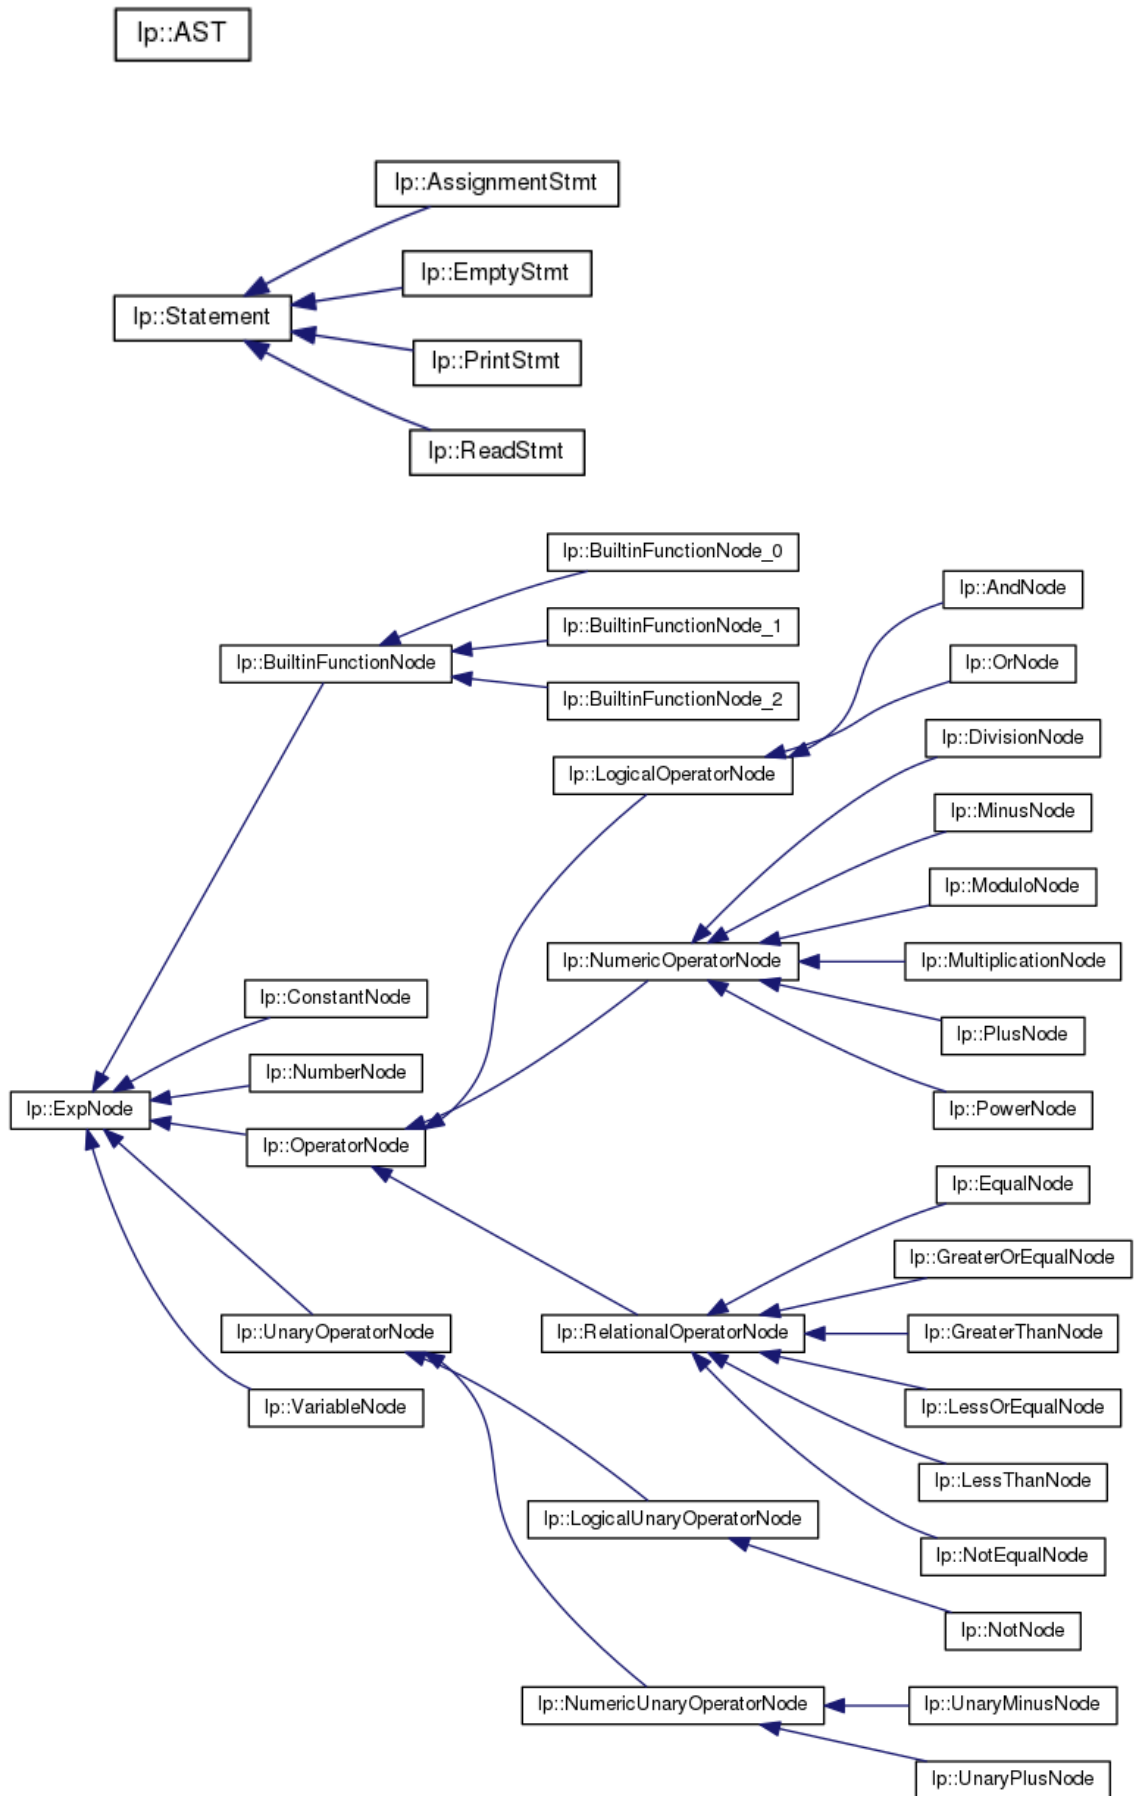 lp::AST
lp::AssignmentStmt
lp::EmptyStmt
lp::Statement
lp::PrintStmt
lp::ReadStmt
lp::BuiltinFunctionNode_0
lp::AndNode
lp::BuiltinFunctionNode_1
lp::BuiltinFunctionNode
lp::OrNode
lp::BuiltinFunctionNode_2
lp::DivisionNode
lp::LogicalOperatorNode
lp::MinusNode
lp::ModuloNode
lp::NumericOperatorNode
lp::MultiplicationNode
lp::ConstantNode
lp::PlusNode
lp::NumberNode
lp::ExpNode
lp::PowerNode
lp::OperatorNode
lp::EqualNode
lp::GreaterOrEqualNode
lp::UnaryOperatorNode
lp::RelationalOperatorNode
lp::GreaterThanNode
lp::VariableNode
lp::LessOrEqualNode
lp::LessThanNode
lp::LogicalUnaryOperatorNode
lp::NotEqualNode
lp::NotNode
lp::NumericUnaryOperatorNode
lp::UnaryMinusNode
lp::UnaryPlusNode